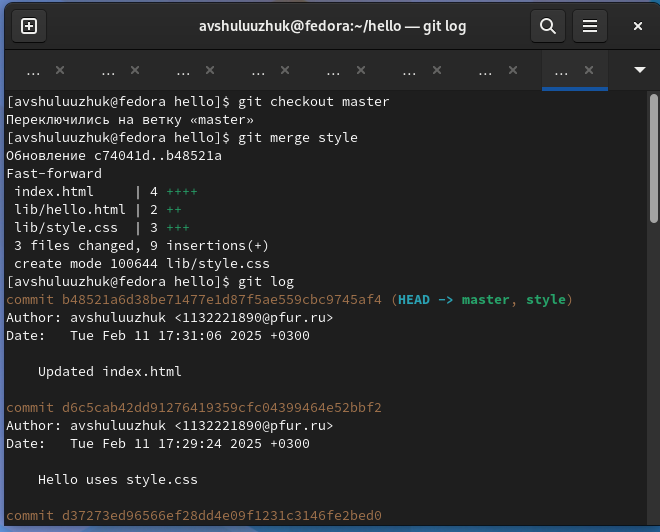 avshuluuzhuk@fedora:~/hello — git log
... × ... × ... × ... × ... × ... × ... × ... ×
[avshuluuzhuk@fedora hello]$ git checkout master
Переключились на ветку «master»
[avshuluuzhuk@fedora hello]$ git merge style
Обновление c74041d..b48521a
Fast-forward
 index.html     | 4 ++++
 lib/hello.html | 2 ++
 lib/style.css  | 3 +++
 3 files changed, 9 insertions(+)
 create mode 100644 lib/style.css
[avshuluuzhuk@fedora hello]$ git log
commit b48521a6d38be71477e1d87f5ae559cbc9745af4 (HEAD -> master, style)
Author: avshuluuzhuk <1132221890@pfur.ru>
Date:   Tue Feb 11 17:31:06 2025 +0300
    Updated index.html
commit d6c5cab42dd91276419359cfc04399464e52bbf2
Author: avshuluuzhuk <1132221890@pfur.ru>
Date:   Tue Feb 11 17:29:24 2025 +0300
    Hello uses style.css
commit d37273ed96566ef28dd4e09f1231c3146fe2bed0